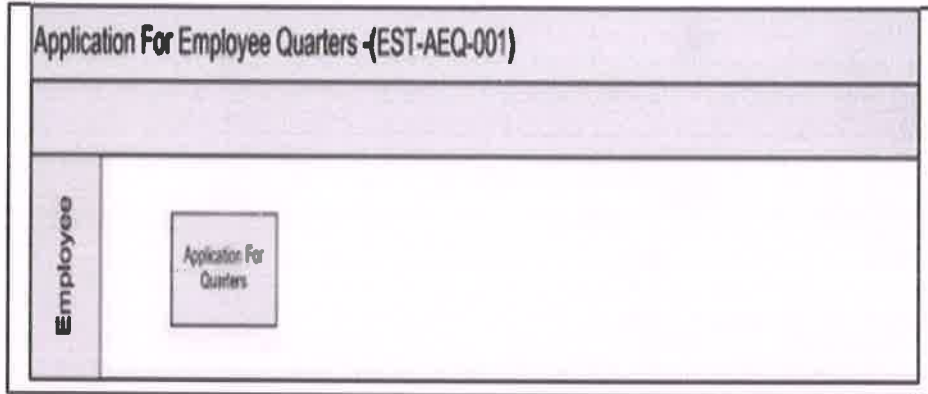 Application For Employee Quarters -(EST-AEQ-001)
Employee
Application For
Quarters